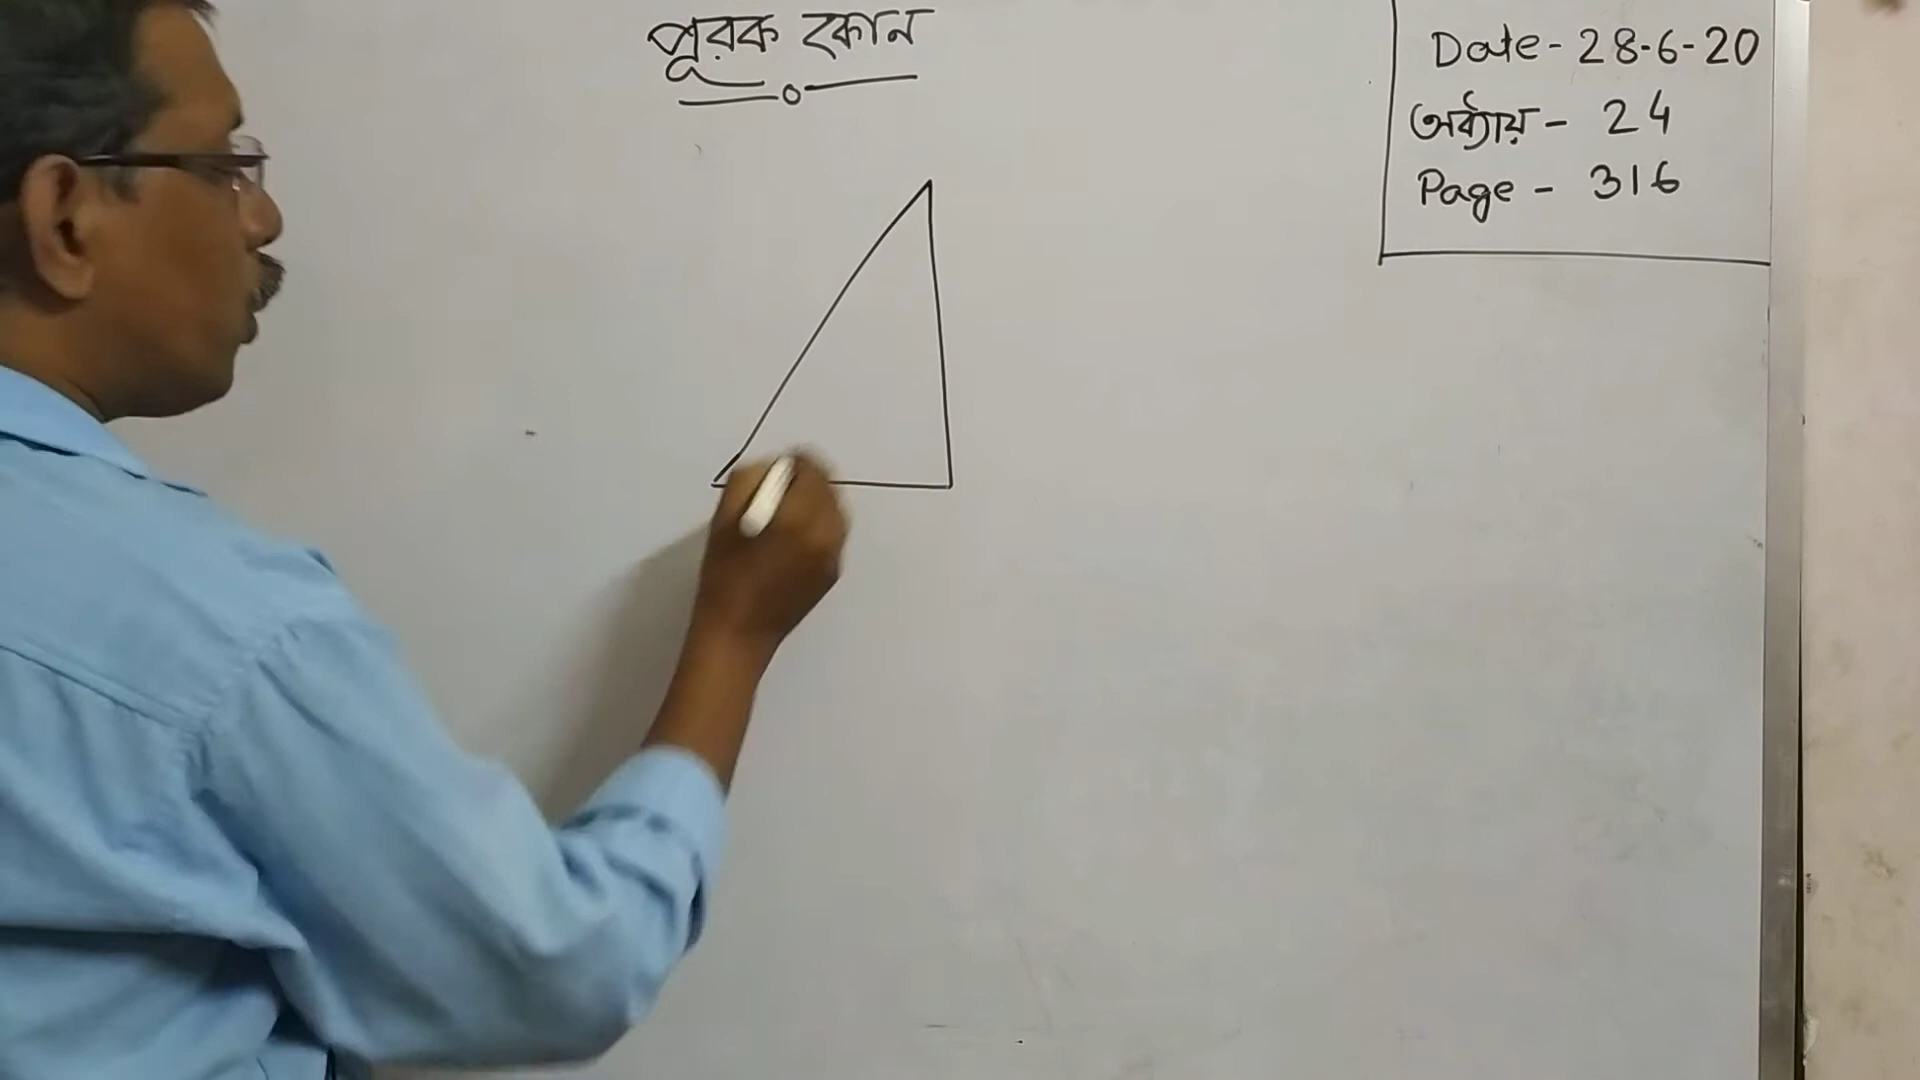 পূরক কোন
Date - 28-6-20
অধ্যায় - 24
Page - 316